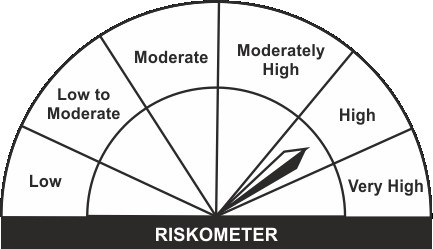 Low
Low to
Moderate
Moderate
Moderately
High
High
Very High
RISKOMETER